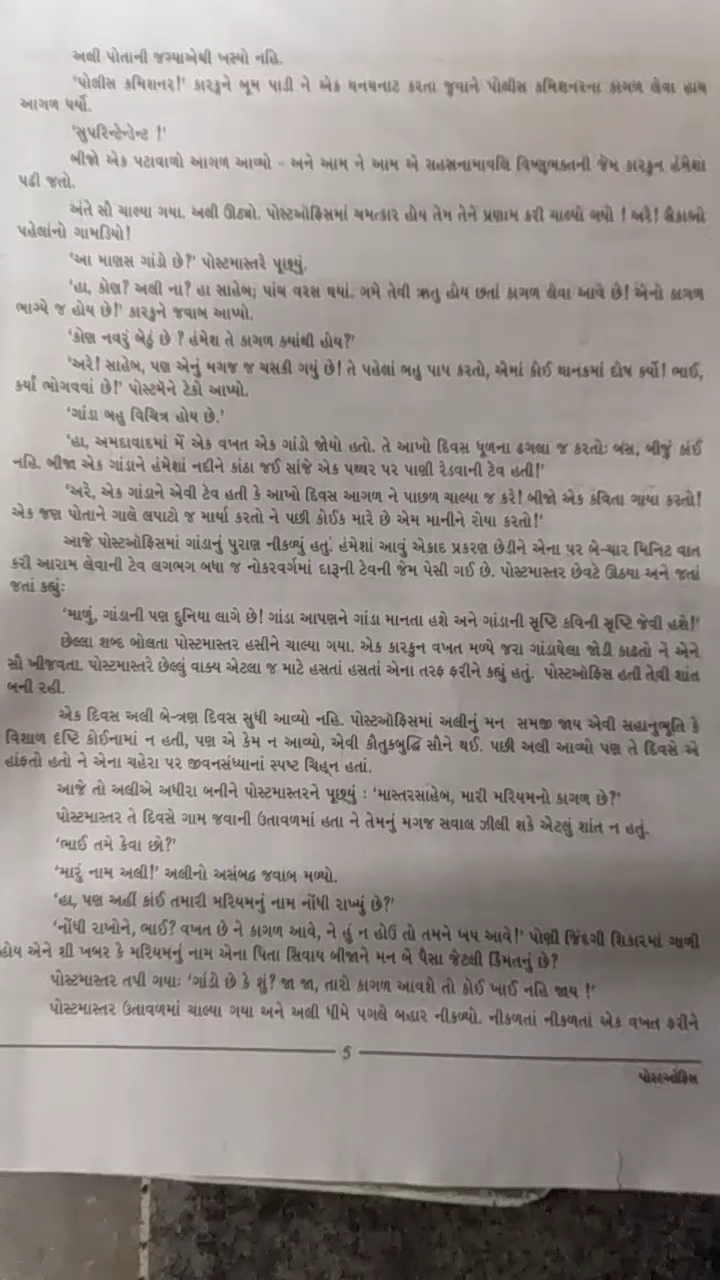 અલી પોતાની જગ્યાએથી ખસ્યો નહિ.
‘પોલીસ કમિશનર!’ કારકુને બૂમ પાડી ને એક થનથનાટ કરતા જુવાને પોલીસ કમિશનરના કાગળ લેવા હાથ
આગળ ધર્યો.
‘સુપરિન્ટેન્ડેન્ટ !’
બીજો એક પટાવાળો આગળ આવ્યો - અને આમ ને આમ એ સહસ્રનામાવલિ વિષ્ણુભક્તની જેમ કારકુન હંમેશાં
પઢી જતો.
અંતે સૌ ચાલ્યા ગયા. અલી ઊઠ્યો. પોસ્ટઑફિસમાં ચમત્કાર હોય તેમ તેને પ્રણામ કરી ચાલ્યો ગયો ! અરે! સૈકાઓ
પહેલાંનો ગામડિયો!
‘આ માણસ ગાંડો છે?’ પોસ્ટમાસ્તરે પૂછ્યું.
‘હા, કોણ? અલી ના? હા સાહેબ; પાંચ વરસ થયાં. ગમે તેવી ઋતુ હોય છતાં કાગળ લેવા આવે છે! એનો કાગળ
ભાગ્યે જ હોય છે!’ કારકુને જવાબ આપ્યો.
‘કોણ નવરું બેઠું છે ? હંમેશ તે કાગળ ક્યાંથી હોય?’
‘અરે! સાહેબ, પણ એનું મગજ જ ચસકી ગયું છે! તે પહેલાં બહુ પાપ કરતો, એમાં કોઈ થાનકમાં દોષ કર્યો! ભાઈ,
કર્યાં ભોગવવાં છે!’ પોસ્ટમૅને ટેકો આપ્યો.
‘ગાંડા બહુ વિચિત્ર હોય છે.’
‘હા, અમદાવાદમાં મેં એક વખત એક ગાંડો જોયો હતો. તે આખો દિવસ ધૂળના ઢગલા જ કરતોઃ બસ, બીજું કાંઈ
નહિ. બીજા એક ગાંડાને હંમેશાં નદીને કાંઠા જઈ સાંજે એક પથ્થર પર પાણી રેડવાની ટેવ હતી!’
‘અરે, એક ગાંડાને એવી ટેવ હતી કે આખો દિવસ આગળ ને પાછળ ચાલ્યા જ કરે! બીજો એક કવિતા ગાયા કરતો!
એક જણ પોતાને ગાલે લપાટો જ માર્યા કરતો ને પછી કોઈક મારે છે એમ માનીને રોયા કરતો!’
આજે પોસ્ટઑફિસમાં ગાંડાનું પુરાણ નીકળ્યું હતું. હંમેશાં આવું એકાદ પ્રકરણ છેડીને એના પર બે-ચાર મિનિટ વાત
કરી આરામ લેવાની ટેવ લગભગ બધા જ નોકરવર્ગમાં દારૂની ટેવની જેમ પેસી ગઈ છે. પોસ્ટમાસ્તર છેવટે ઊઠ્યા અને જતાં
જતાં કહ્યુંઃ
‘માળું, ગાંડાની પણ દુનિયા લાગે છે! ગાંડા આપણને ગાંડા માનતા હશે અને ગાંડાની સૃષ્ટિ કવિની સૃષ્ટિ જેવી હશે!’
છેલ્લા શબ્દ બોલતા પોસ્ટમાસ્તર હસીને ચાલ્યા ગયા. એક કારકુન વખત મળ્યે જરા ગાંડાઘેલા જોડી કાઢતો ને એને
સૌ ખીજવતા. પોસ્ટમાસ્તરે છેલ્લું વાક્ય એટલા જ માટે હસતાં હસતાં એના તરફ ફરીને કહ્યું હતું. પોસ્ટઑફિસ હતી તેવી શાંત
બની રહી.
એક દિવસ અલી બે-ત્રણ દિવસ સુધી આવ્યો નહિ. પોસ્ટઑફિસમાં અલીનું મન સમજી જાય એવી સહાનુભૂતિ કે
વિશાળ દૃષ્ટિ કોઈનામાં ન હતી, પણ એ કેમ ન આવ્યો, એવી કૌતુકબુદ્ધિ સૌને થઈ. પછી અલી આવ્યો પણ તે દિવસે એ
હાંફતો હતો ને એના ચહેરા પર જીવનસંધ્યાનાં સ્પષ્ટ ચિહ્ન હતાં.
આજે તો અલીએ અધીરા બનીને પોસ્ટમાસ્તરને પૂછ્યું : ‘માસ્તરસાહેબ, મારી મરિયમનો કાગળ છે?’
પોસ્ટમાસ્તર તે દિવસે ગામ જવાની ઉતાવળમાં હતા ને તેમનું મગજ સવાલ ઝીલી શકે એટલું શાંત ન હતું.
‘ભાઈ તમે કેવા છો?’
‘મારું નામ અલી!’ અલીનો અસંબદ્ધ જવાબ મળ્યો.
‘હા, પણ અહીં કાંઈ તમારી મરિયમનું નામ નોંધી રાખ્યું છે?’
‘નોંધી રાખોને, ભાઈ? વખત છે ને કાગળ આવે, ને હું ન હોઉં તો તમને ખપ આવે!’ પોણી જિંદગી શિકારમાં ગાળી
હોય એને શી ખબર કે મરિયમનું નામ એના પિતા સિવાય બીજાને મન બે પૈસા જેટલી કિંમતનું છે?
પોસ્ટમાસ્તર તપી ગયાઃ ‘ગાંડો છે કે શું? જા જા, તારો કાગળ આવશે તો કોઈ ખાઈ નહિ જાય !’
પોસ્ટમાસ્તર ઉતાવળમાં ચાલ્યા ગયા અને અલી ધીમે પગલે બહાર નીકળ્યો. નીકળતાં નીકળતાં એક વખત ફરીને
5
પોસ્ટઑફિસ